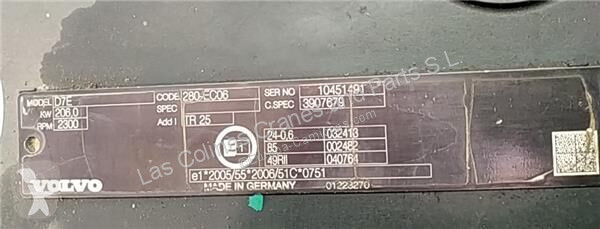 MODEL D7E CODE 280-EC06 SER NO 10451491
KW 206.0 SPEC C.SPEC 3907679
RPM 2300 Add I TR 25
24-0.6 032413
E1 85 002482
49RII 040764
e1*2005/55*2006/51C*0751
VOLVO MADE IN GERMANY 01223270
Las Colinas Cranes and Parts S.L